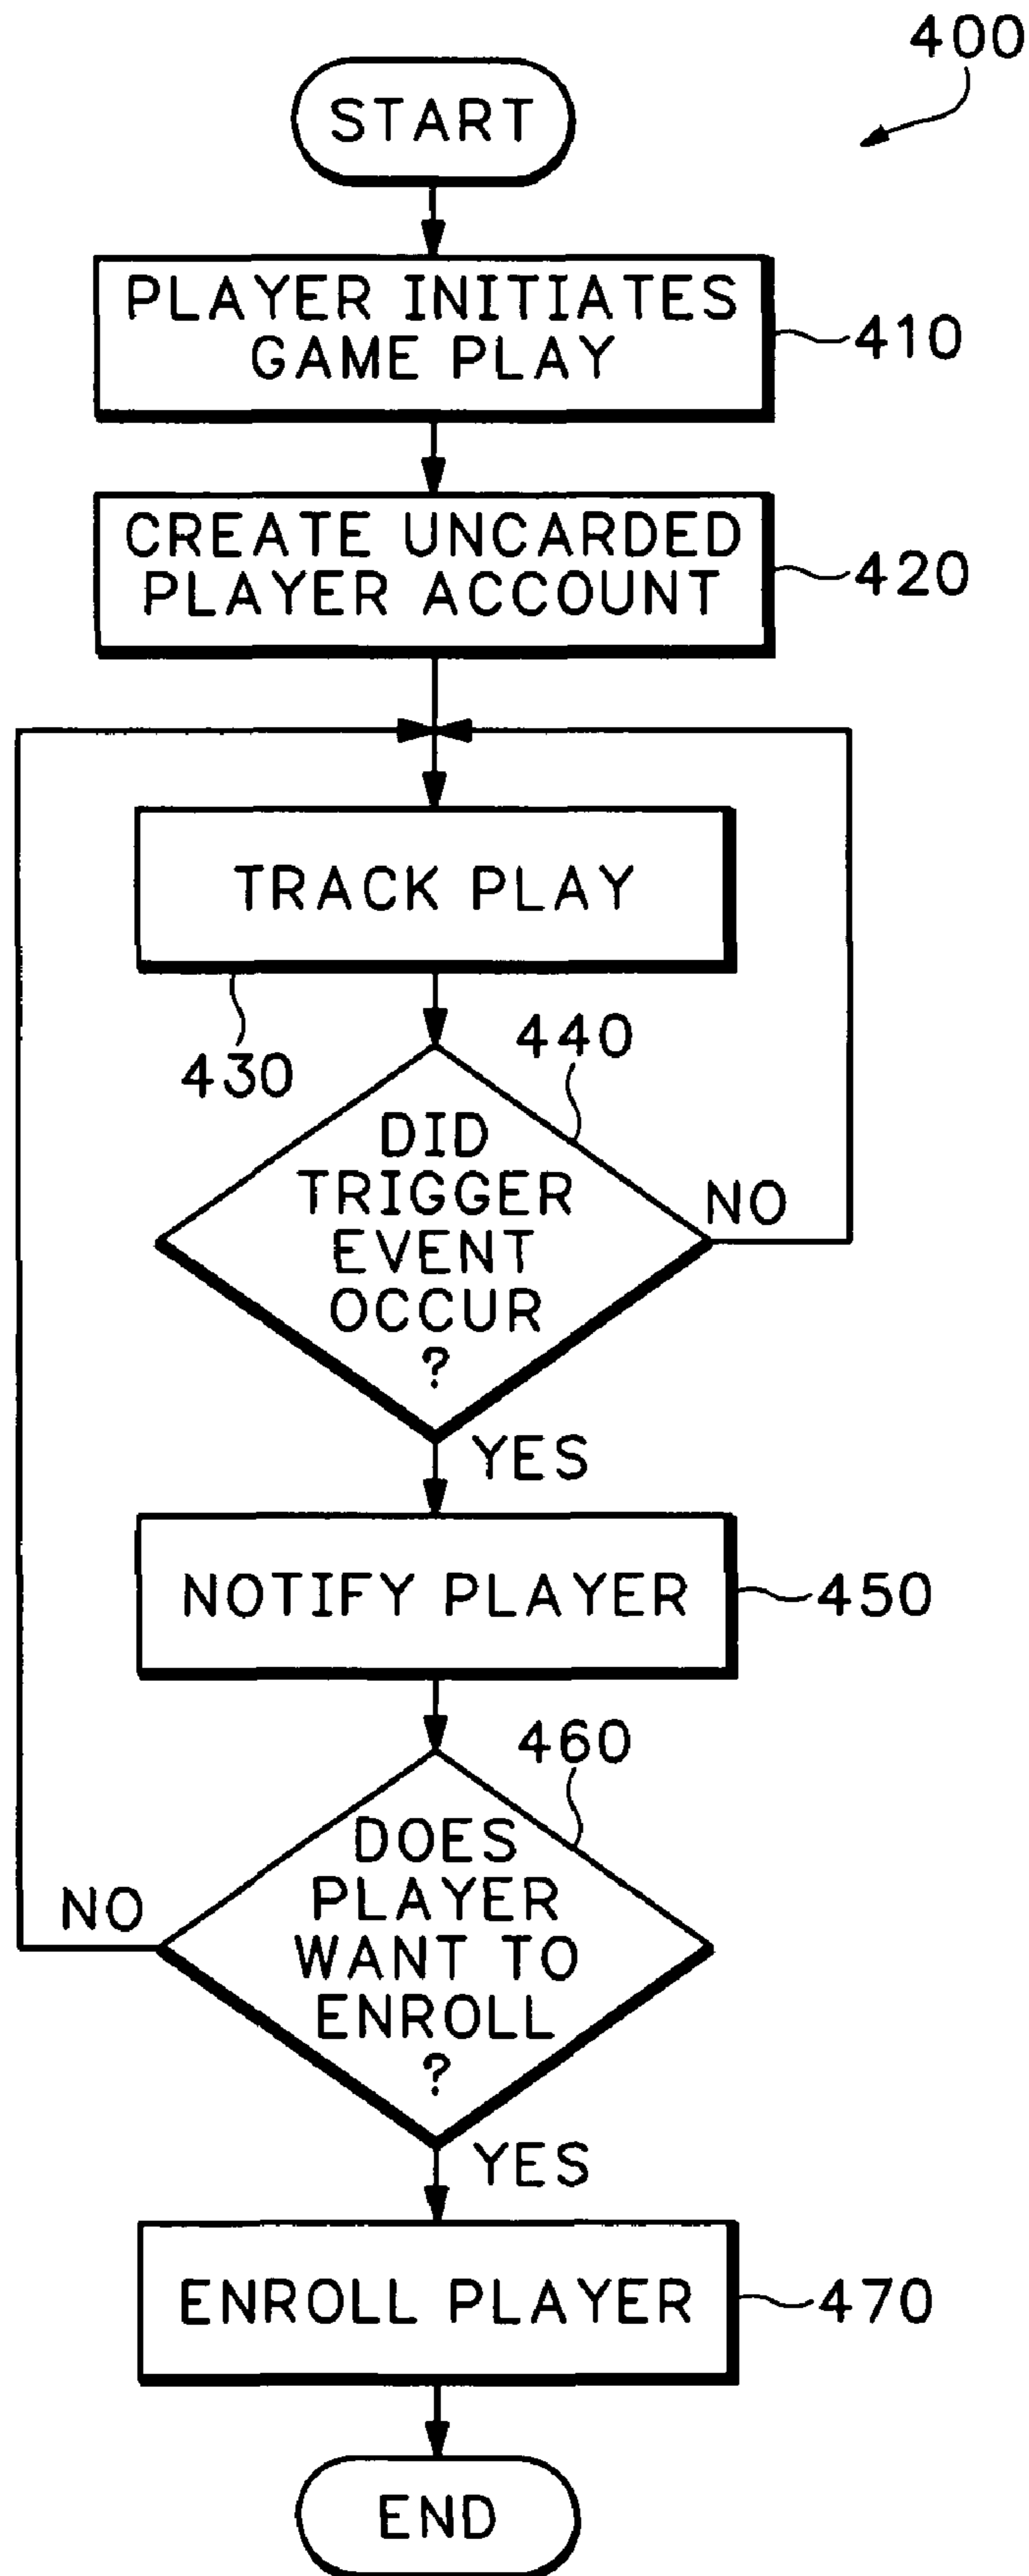 400
START
PLAYER INITIATES
GAME PLAY
410
CREATE UNCARDED
PLAYER ACCOUNT
420
TRACK PLAY
430
440
DID
TRIGGER
EVENT
OCCUR
?
NO
YES
NOTIFY PLAYER
450
460
DOES
PLAYER
WANT TO
ENROLL
?
NO
YES
ENROLL PLAYER
470
END